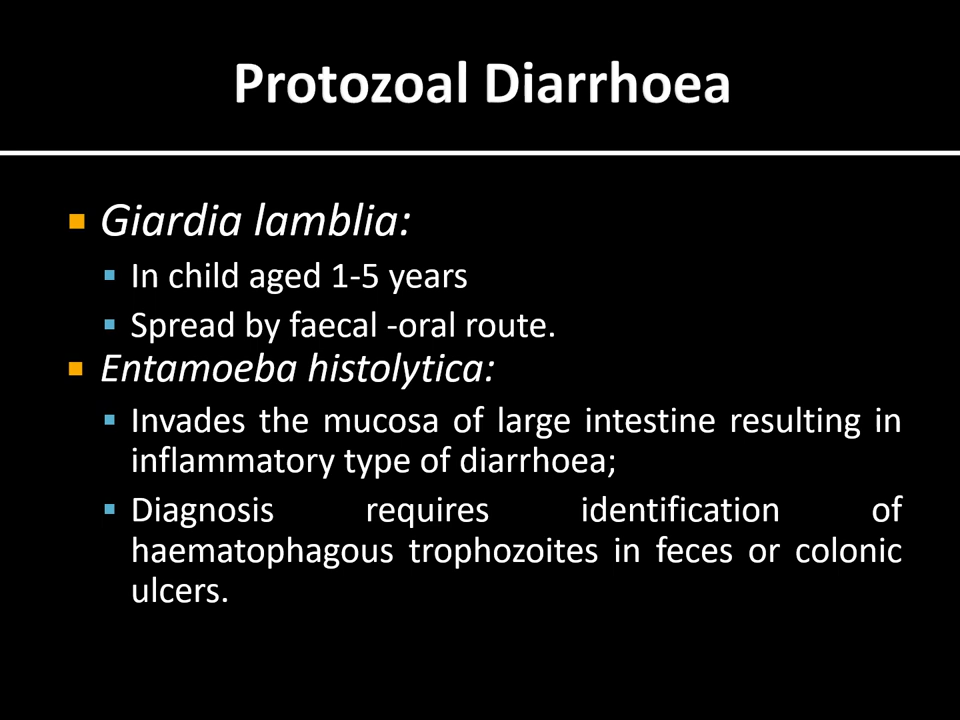 Protozoal Diarrhoea
▪ Giardia lamblia:
▪ In child aged 1-5 years
▪ Spread by faecal -oral route.
▪ Entamoeba histolytica:
▪ Invades the mucosa of large intestine resulting in
inflammatory type of diarrhoea;
▪ Diagnosis requires identification of
haematophagous trophozoites in feces or colonic
ulcers.